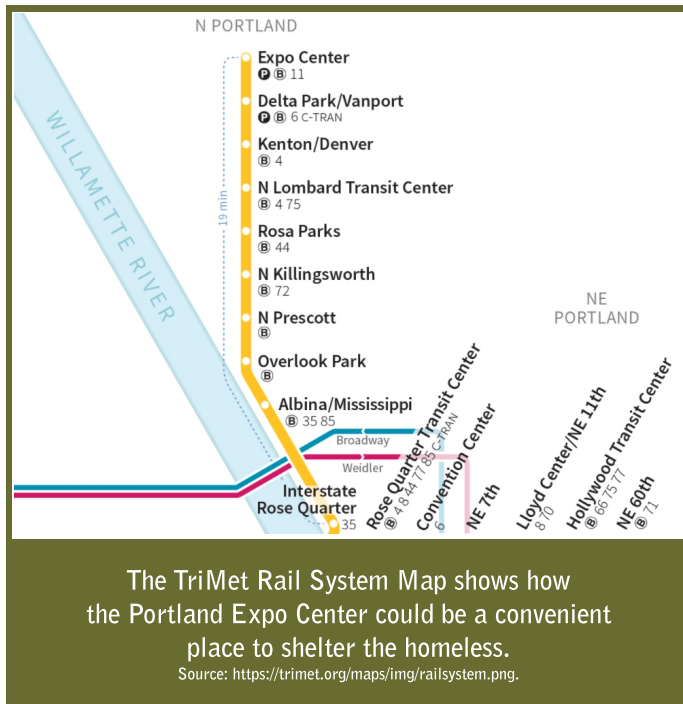 N PORTLAND
Expo Center
P B 11
Delta Park/Vanport
P B 6 C-TRAN
Kenton/Denver
B 4
N Lombard Transit Center
B 4 75
Rosa Parks
B 44
N Killingsworth
B 72
N Prescott
B
Overlook Park
B
Albina/Mississippi
B 35 85
Interstate
Rose Quarter
35
19 min
WILLAMETTE RIVER
Broadway
Weidler
NE
PORTLAND
Rose Quarter Transit Center
B 4 8 44 77 85 C-TRAN
Convention Center
6
NE 7th
Lloyd Center/NE 11th
8 70
Hollywood Transit Center
B 66 75 77
NE 60th
B 71
The TriMet Rail System Map shows how
the Portland Expo Center could be a convenient
place to shelter the homeless.
Source: https://trimet.org/maps/img/railsystem.png.